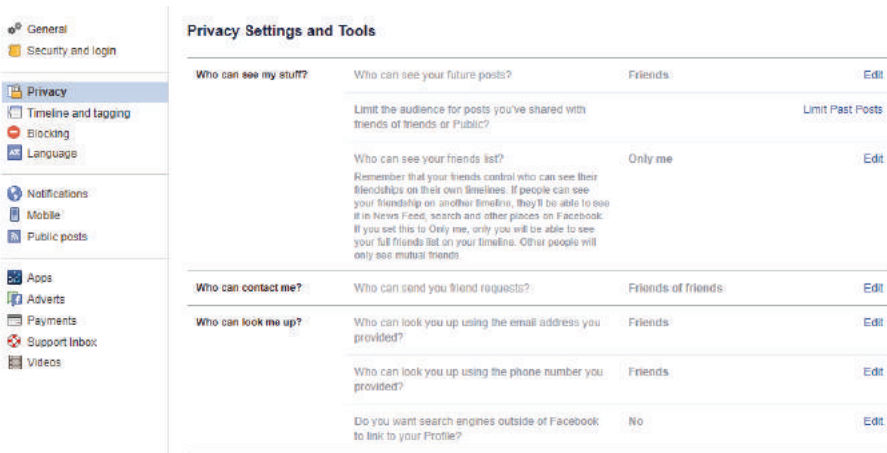 General
Security and login
Privacy
Timeline and tagging
Blocking
Language
Notifications
Mobile
Public posts
Apps
Adverts
Payments
Support Inbox
Videos
Privacy Settings and Tools
Who can see my stuff?
Who can see your future posts?
Friends
Edit
Limit the audience for posts you've shared with
friends of friends or Public?
Limit Past Posts
Who can see your friends list?
Remember that your friends control who can see their
friendships on their own timelines. If people can see
your friendship on another timeline, they'll be able to see
it in News Feed, search and other places on Facebook.
If you set this to Only me, only you will be able to see
your full friends list on your timeline. Other people will
only see mutual friends.
Only me
Edit
Who can contact me?
Who can send you friend requests?
Friends of friends
Edit
Who can look me up?
Who can look you up using the email address you
provided?
Friends
Edit
Who can look you up using the phone number you
provided?
Friends
Edit
Do you want search engines outside of Facebook
to link to your Profile?
No
Edit